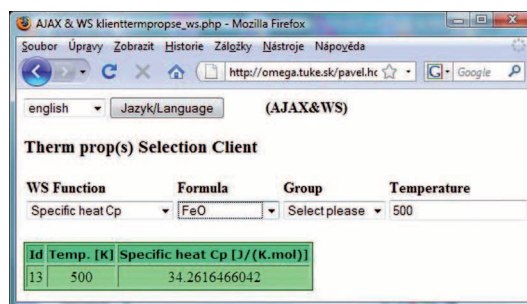 AJAX & WS klienttermpropse_ws.php - Mozilla Firefox
Soubor Úpravy Zobrazit Historie Záložky Nástroje Nápověda
http://omega.tuke.sk/pavel.hc Google
english Jazyk/Language (AJAX&WS)
Therm prop(s) Selection Client
WS Function Formula Group Temperature
Specific heat Cp FeO Select please 500
Id Temp. [K] Specific heat Cp [J/(K.mol)]
13 500 34.2616466042